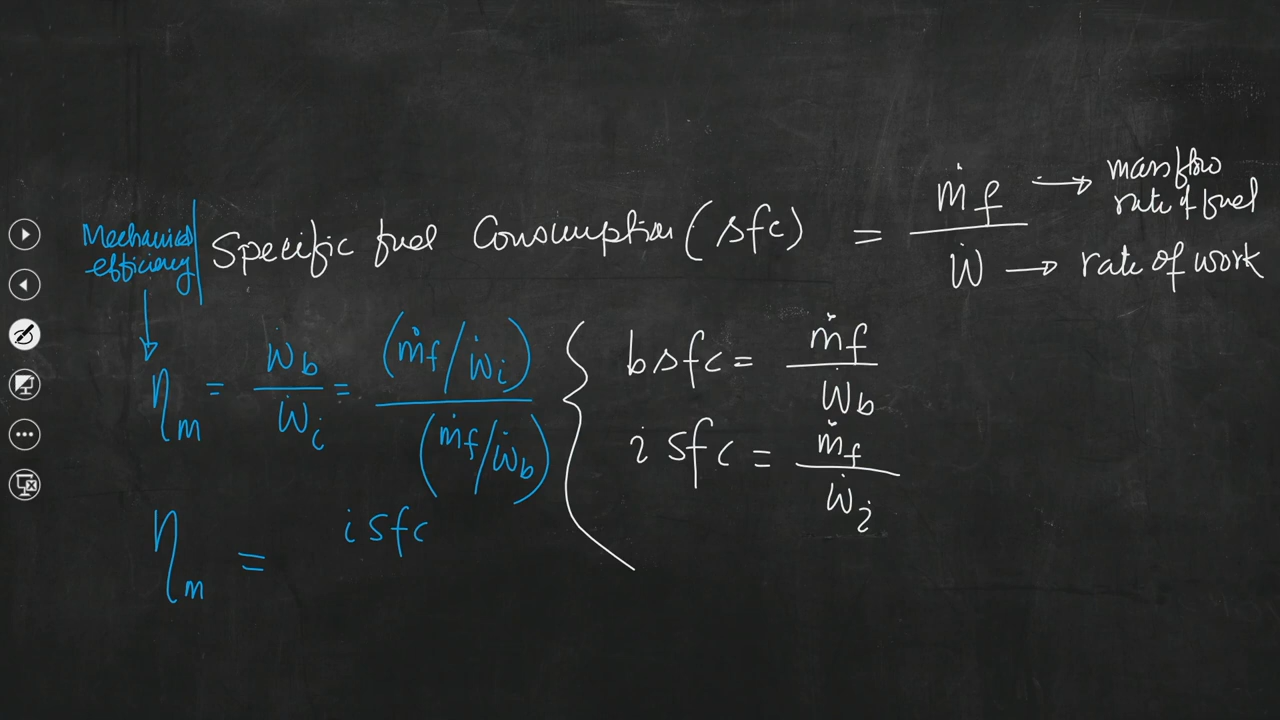 Mechanical efficiency
Specific fuel Consumption (sfc) = ṁf / ẇ
→ mass flow rate of fuel
→ rate of work
ηm = ẇb / ẇi = (ṁf/ẇi) / (ṁf/ẇb)
bsfc = ṁf / ẇb
isfc = ṁf / ẇi
ηm = isfc